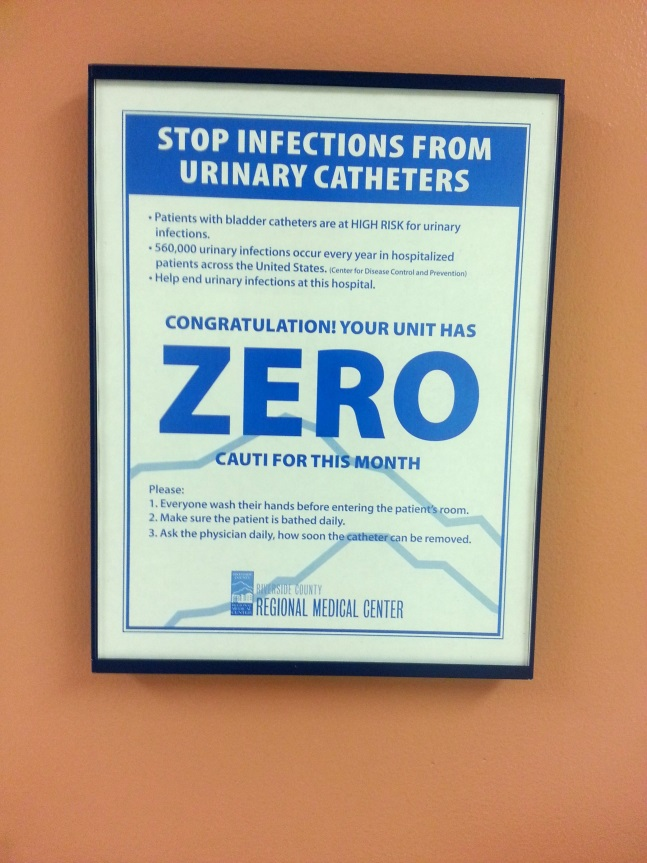 STOP INFECTIONS FROM
URINARY CATHETERS
• Patients with bladder catheters are at HIGH RISK for urinary
infections.
• 560,000 urinary infections occur every year in hospitalized
patients across the United States. (Center for Disease Control and Prevention)
• Help end urinary infections at this hospital.
CONGRATULATION! YOUR UNIT HAS
ZERO
CAUTI FOR THIS MONTH
Please:
1. Everyone wash their hands before entering the patient's room.
2. Make sure the patient is bathed daily.
3. Ask the physician daily, how soon the catheter can be removed.
RIVERSIDE COUNTY
REGIONAL MEDICAL CENTER